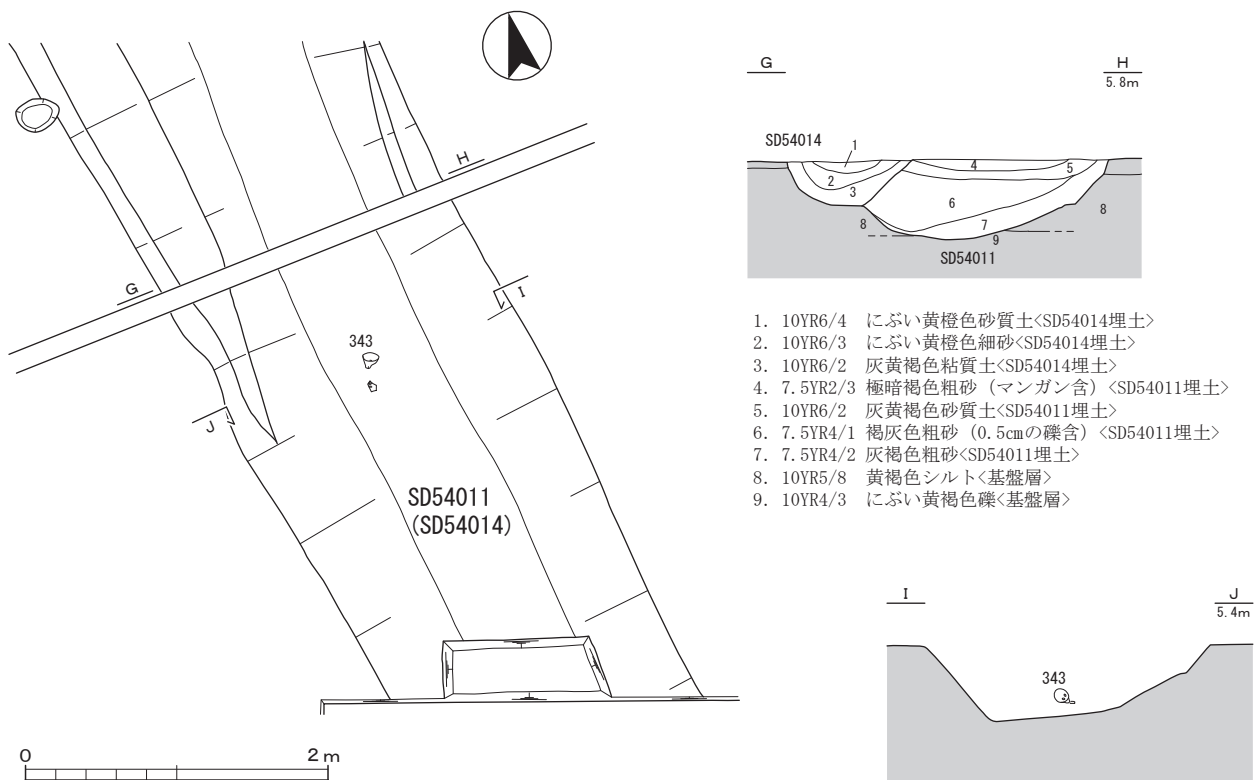 G
H
5.8m
SD54014
1
2
3
4
5
6
7
8
8
9
SD54011
H
G
I
343
J
SD54011
(SD54014)
1. 10YR6/4 にぶい黄橙色砂質土<SD54014埋土>
2. 10YR6/3 にぶい黄橙色細砂<SD54014埋土>
3. 10YR6/2 灰黄褐色粘質土<SD54014埋土>
4. 7.5YR2/3 極暗褐色粗砂（マンガン含）<SD54011埋土>
5. 10YR6/2 灰黄褐色砂質土<SD54011埋土>
6. 7.5YR4/1 褐灰色粗砂（0.5cmの礫含）<SD54011埋土>
7. 7.5YR4/2 灰褐色粗砂<SD54011埋土>
8. 10YR5/8 黄褐色シルト<基盤層>
9. 10YR4/3 にぶい黄褐色礫<基盤層>
I
J
5.4m
343
0
2m